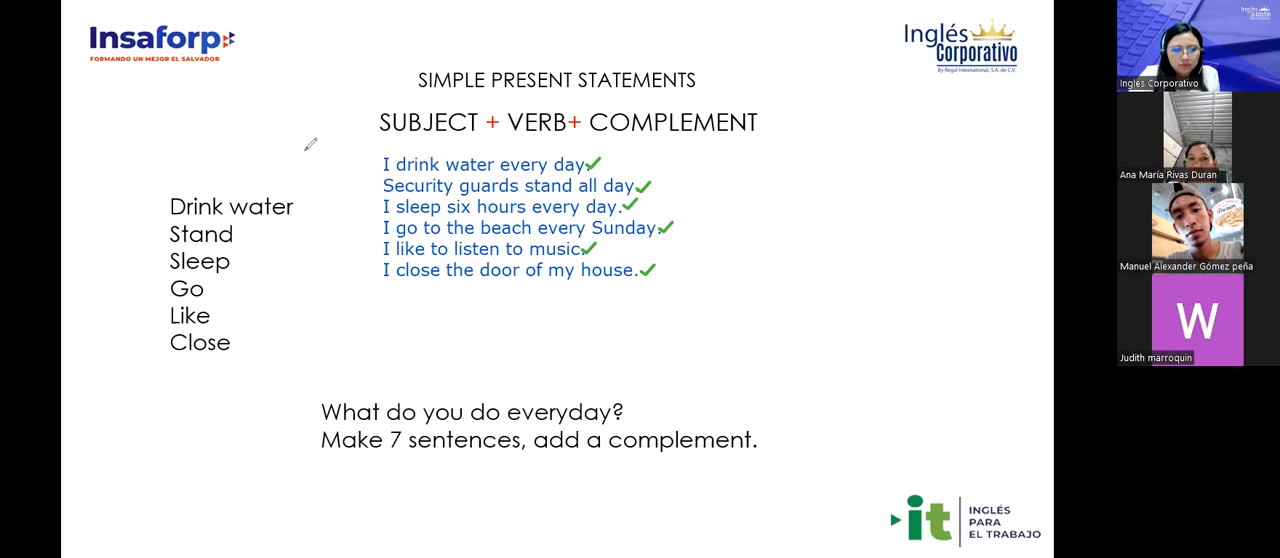 Insaforp
FORMANDO UN MEJOR EL SALVADOR
Inglés
Corporativo
By Regal International, S.A. de C.V.
SIMPLE PRESENT STATEMENTS
SUBJECT + VERB+ COMPLEMENT
I drink water every day.
Security guards stand all day
I sleep six hours every day.
I go to the beach every Sunday.
I like to listen to music.
I close the door of my house.
Drink water
Stand
Sleep
Go
Like
Close
What do you do everyday?
Make 7 sentences, add a complement.
it
INGLÉS
PARA
EL TRABAJO
Inglés
Corporativo
Inglés Corporativo
Ana María Rivas Duran
Manuel Alexander Gómez peña
W
Judith marroquin